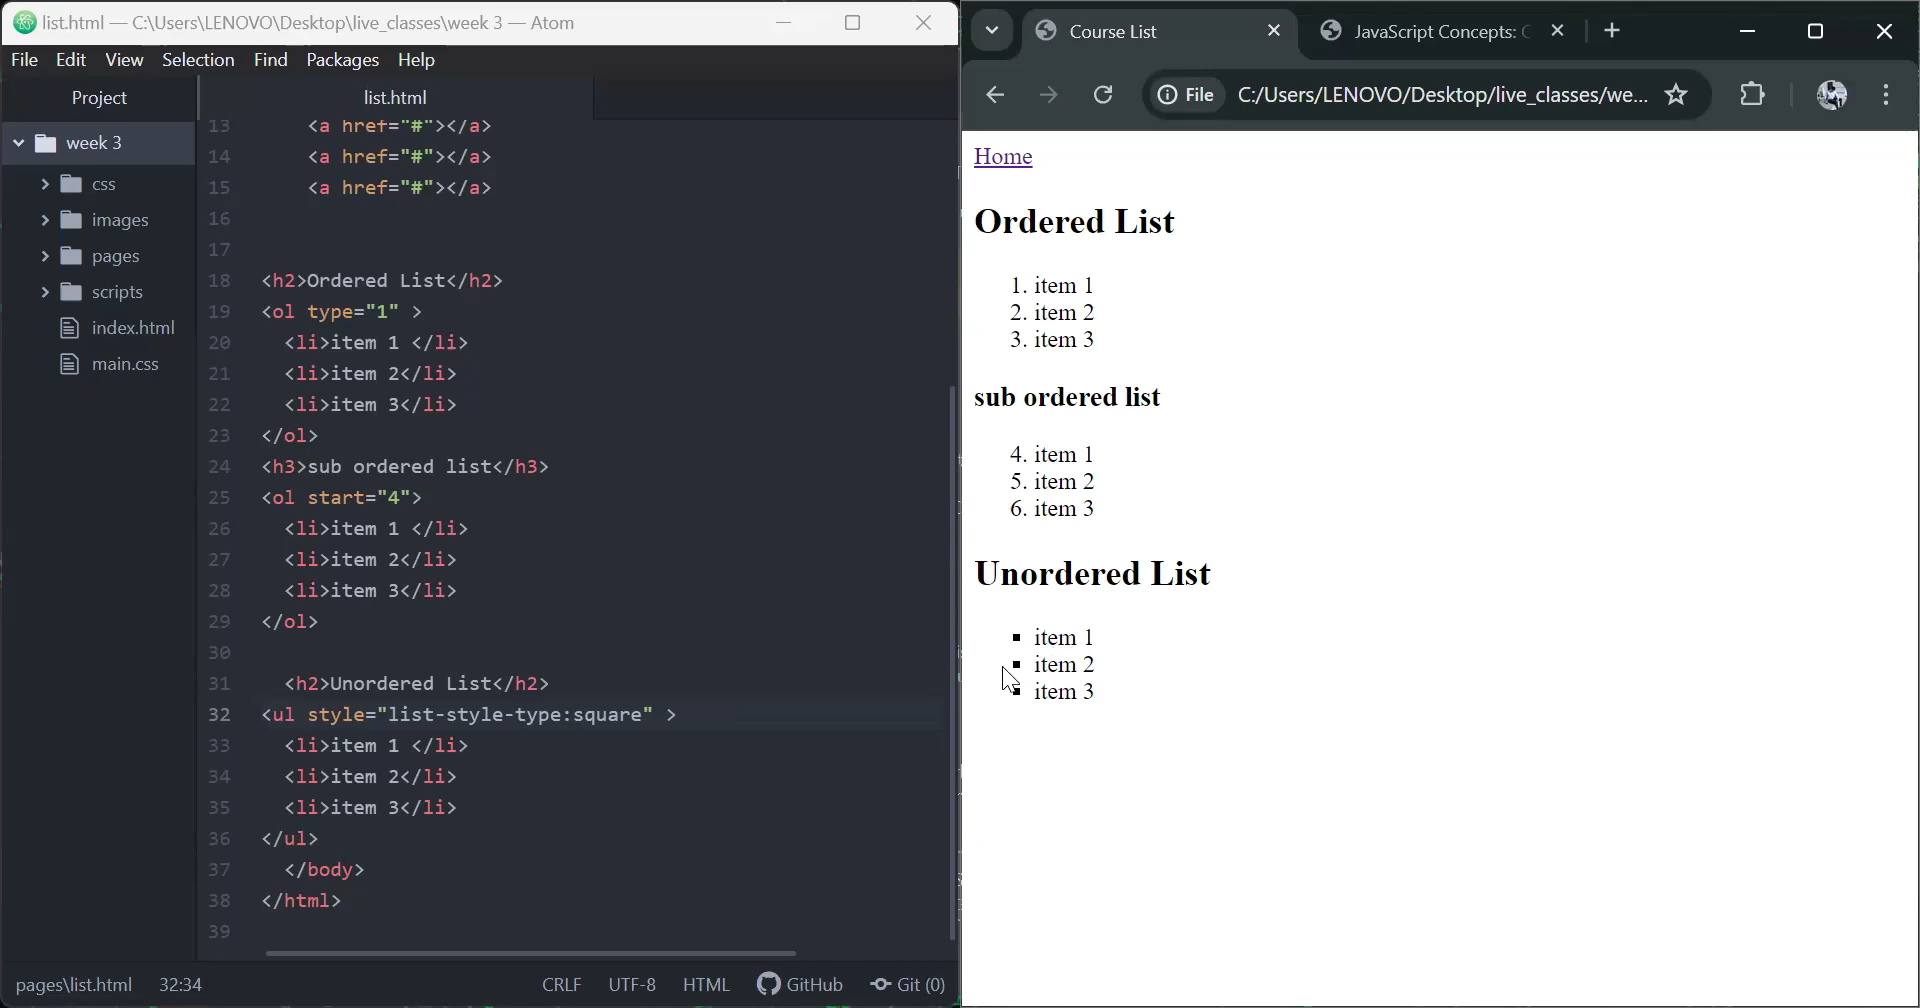 list.html — C:\Users\LENOVO\Desktop\live_classes\week 3 — Atom
File Edit View Selection Find Packages Help
Project
week 3
css
images
pages
scripts
index.html
main.css
list.html
13 <a href="#"></a>
14 <a href="#"></a>
15 <a href="#"></a>
16
17
18 <h2>Ordered List</h2>
19 <ol type="1" >
20 <li>item 1 </li>
21 <li>item 2</li>
22 <li>item 3</li>
23 </ol>
24 <h3>sub ordered list</h3>
25 <ol start="4">
26 <li>item 1 </li>
27 <li>item 2</li>
28 <li>item 3</li>
29 </ol>
30
31 <h2>Unordered List</h2>
32 <ul style="list-style-type:square" >
33 <li>item 1 </li>
34 <li>item 2</li>
35 <li>item 3</li>
36 </ul>
37 </body>
38 </html>
39
pages\list.html 32:34 CRLF UTF-8 HTML GitHub Git (0)
Course List JavaScript Concepts:
File C:/Users/LENOVO/Desktop/live_classes/we...
Home
Ordered List
1. item 1
2. item 2
3. item 3
sub ordered list
4. item 1
5. item 2
6. item 3
Unordered List
▪ item 1
▪ item 2
▪ item 3